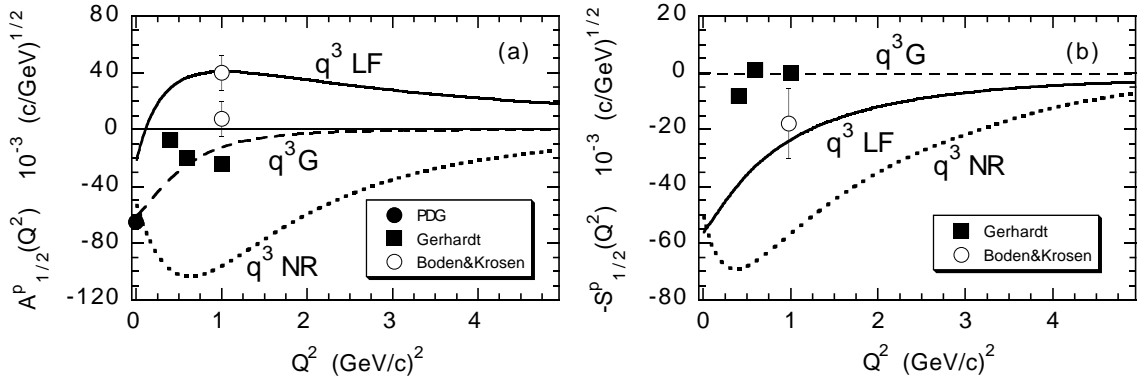 80
40
0
-40
-80
-120
0
1
2
3
4
A^p_1/2(Q^2) 10^-3 (c/GeV)^1/2
Q^2 (GeV/c)^2
(a)
q^3 LF
q^3G
q^3 NR
PDG
Gerhardt
Boden&Krosen
20
0
-20
-40
-60
-80
0
1
2
3
4
-S^p_1/2(Q^2) 10^-3 (c/GeV)^1/2
Q^2 (GeV/c)^2
(b)
q^3G
q^3 LF
q^3 NR
Gerhardt
Boden&Krosen